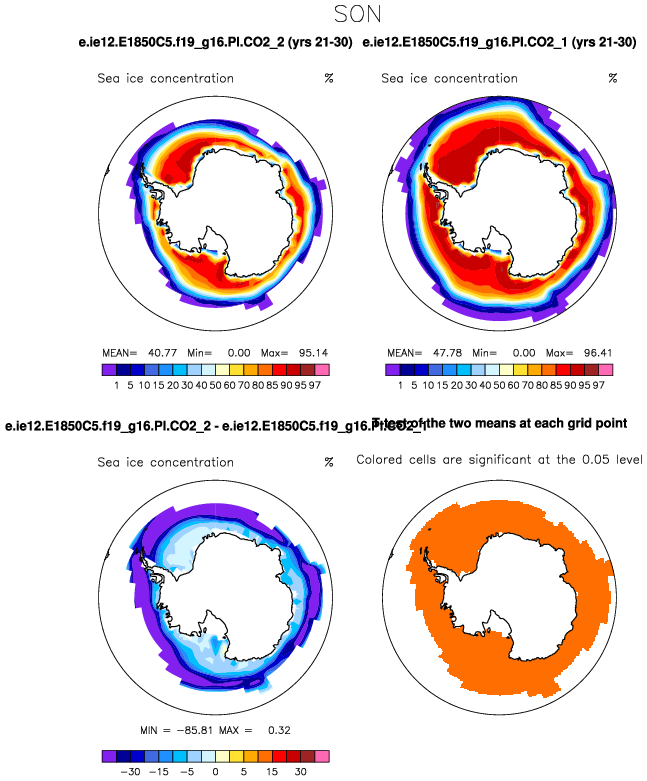 SON
e.ie12.E1850C5.f19_g16.PI.CO2_2 (yrs 21-30) e.ie12.E1850C5.f19_g16.PI.CO2_1 (yrs 21-30)
Sea ice concentration % Sea ice concentration %
MEAN= 40.77 Min= 0.00 Max= 95.14 MEAN= 47.78 Min= 0.00 Max= 96.41
1 5 10 15 20 30 40 50 60 70 80 85 90 95 97 1 5 10 15 20 30 40 50 60 70 80 85 90 95 97
e.ie12.E1850C5.f19_g16.PI.CO2_2 - e.ie12.E1850C5.f19_g16.PI.CO2_1 T-test of the two means at each grid point
Sea ice concentration % Colored cells are significant at the 0.05 level
MIN = -85.81 MAX = 0.32
-30 -15 -5 0 5 15 30